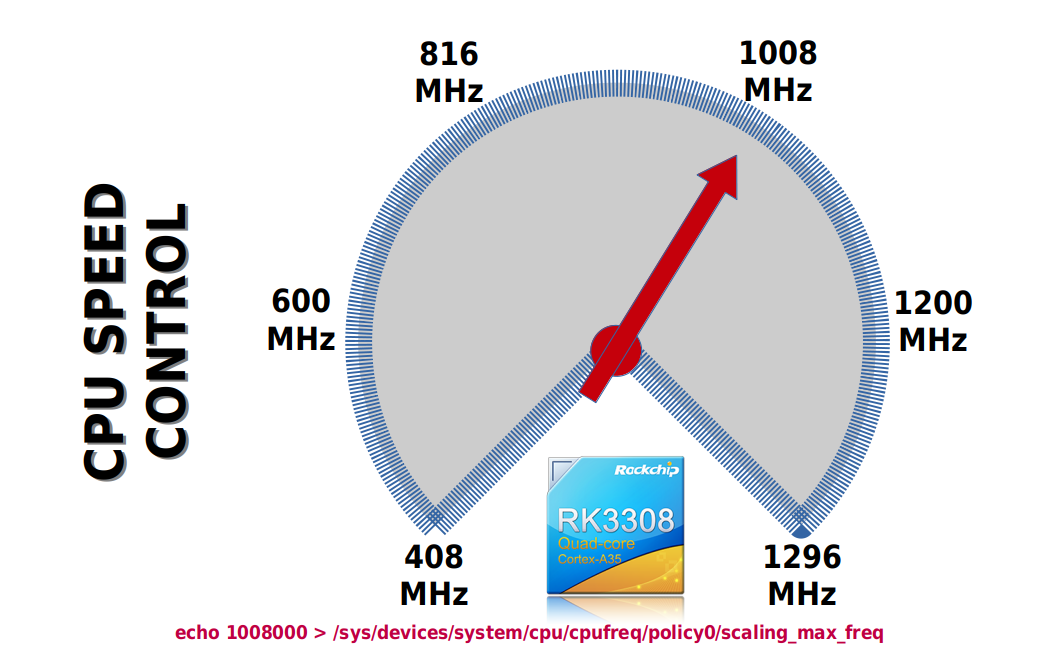 816
MHz
1008
MHz
CPU SPEED
CONTROL
600
MHz
1200
MHz
Rockchip
RK3308
Quad-core
Cortex-A35
408
MHz
1296
MHz
echo 1008000 > /sys/devices/system/cpu/cpufreq/policy0/scaling_max_freq